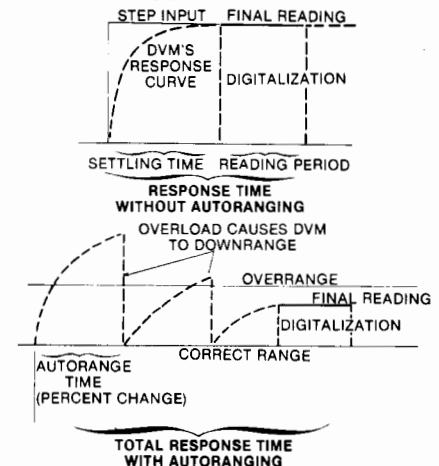 STEP INPUT FINAL READING
DVM'S
RESPONSE
CURVE
DIGITALIZATION
SETTLING TIME READING PERIOD
RESPONSE TIME
WITHOUT AUTORANGING
OVERLOAD CAUSES DVM
TO DOWNRANGE
OVERRANGE
FINAL READING
DIGITALIZATION
CORRECT RANGE
AUTORANGE
TIME
(PERCENT CHANGE)
TOTAL RESPONSE TIME
WITH AUTORANGING